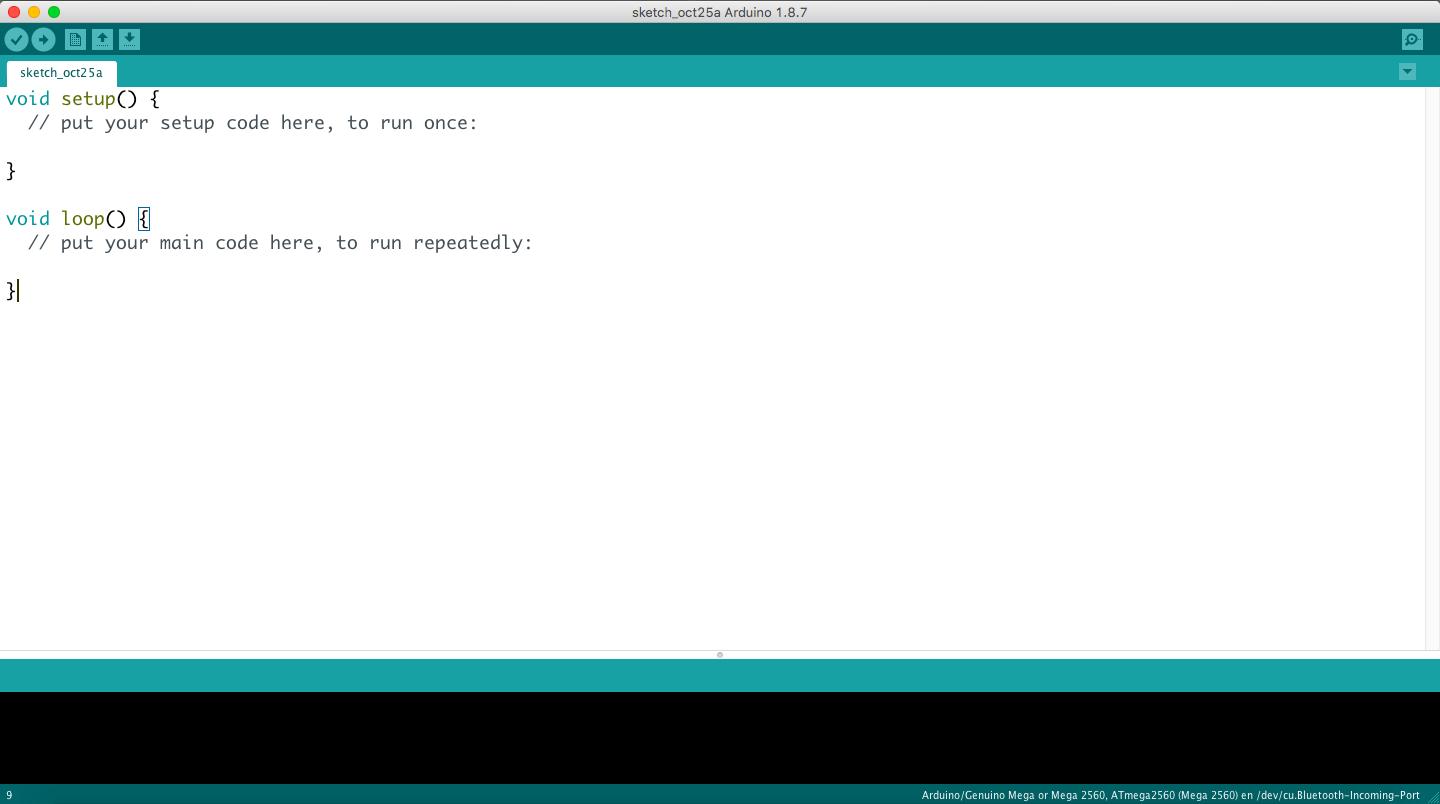 sketch_oct25a Arduino 1.8.7
sketch_oct25a
void setup() {
  // put your setup code here, to run once:
}
void loop() {
  // put your main code here, to run repeatedly:
}
9
Arduino/Genuino Mega or Mega 2560, ATmega2560 (Mega 2560) en /dev/cu.Bluetooth-Incoming-Port